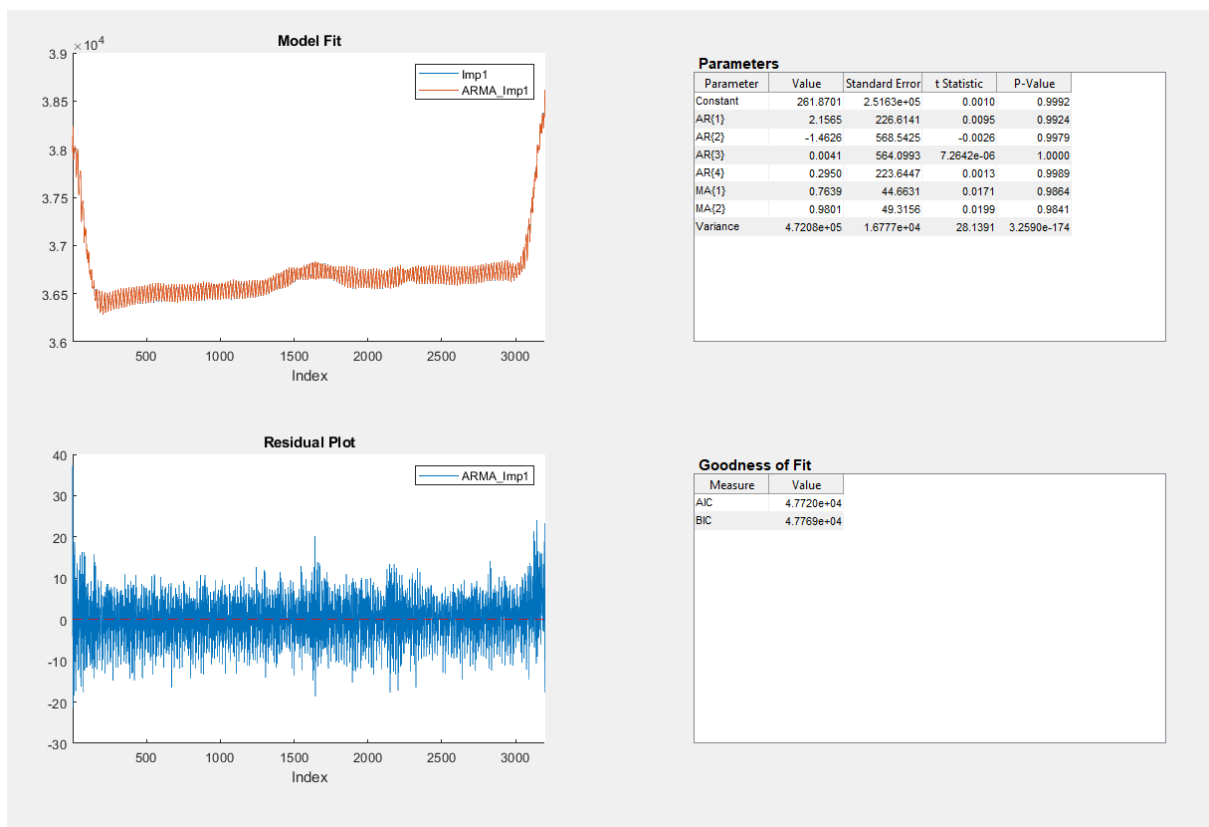 Model Fit
×10⁴
3.9
3.85
3.8
3.75
3.7
3.65
3.6
Imp1
ARMA_Imp1
500 1000 1500 2000 2500 3000
Index
Parameters
Parameter Value Standard Error t Statistic P-Value
Constant 261.8701 2.5163e+05 0.0010 0.9992
AR{1} 2.1565 226.6141 0.0095 0.9924
AR{2} -1.4626 568.5425 -0.0026 0.9979
AR{3} 0.0041 564.0993 7.2642e-06 1.0000
AR{4} 0.2950 223.6447 0.0013 0.9989
MA{1} 0.7639 44.6631 0.0171 0.9864
MA{2} 0.9801 49.3156 0.0199 0.9841
Variance 4.7208e+05 1.6777e+04 28.1391 3.2590e-174
Residual Plot
40
30
20
10
0
-10
-20
-30
ARMA_Imp1
500 1000 1500 2000 2500 3000
Index
Goodness of Fit
Measure Value
AIC 4.7720e+04
BIC 4.7769e+04